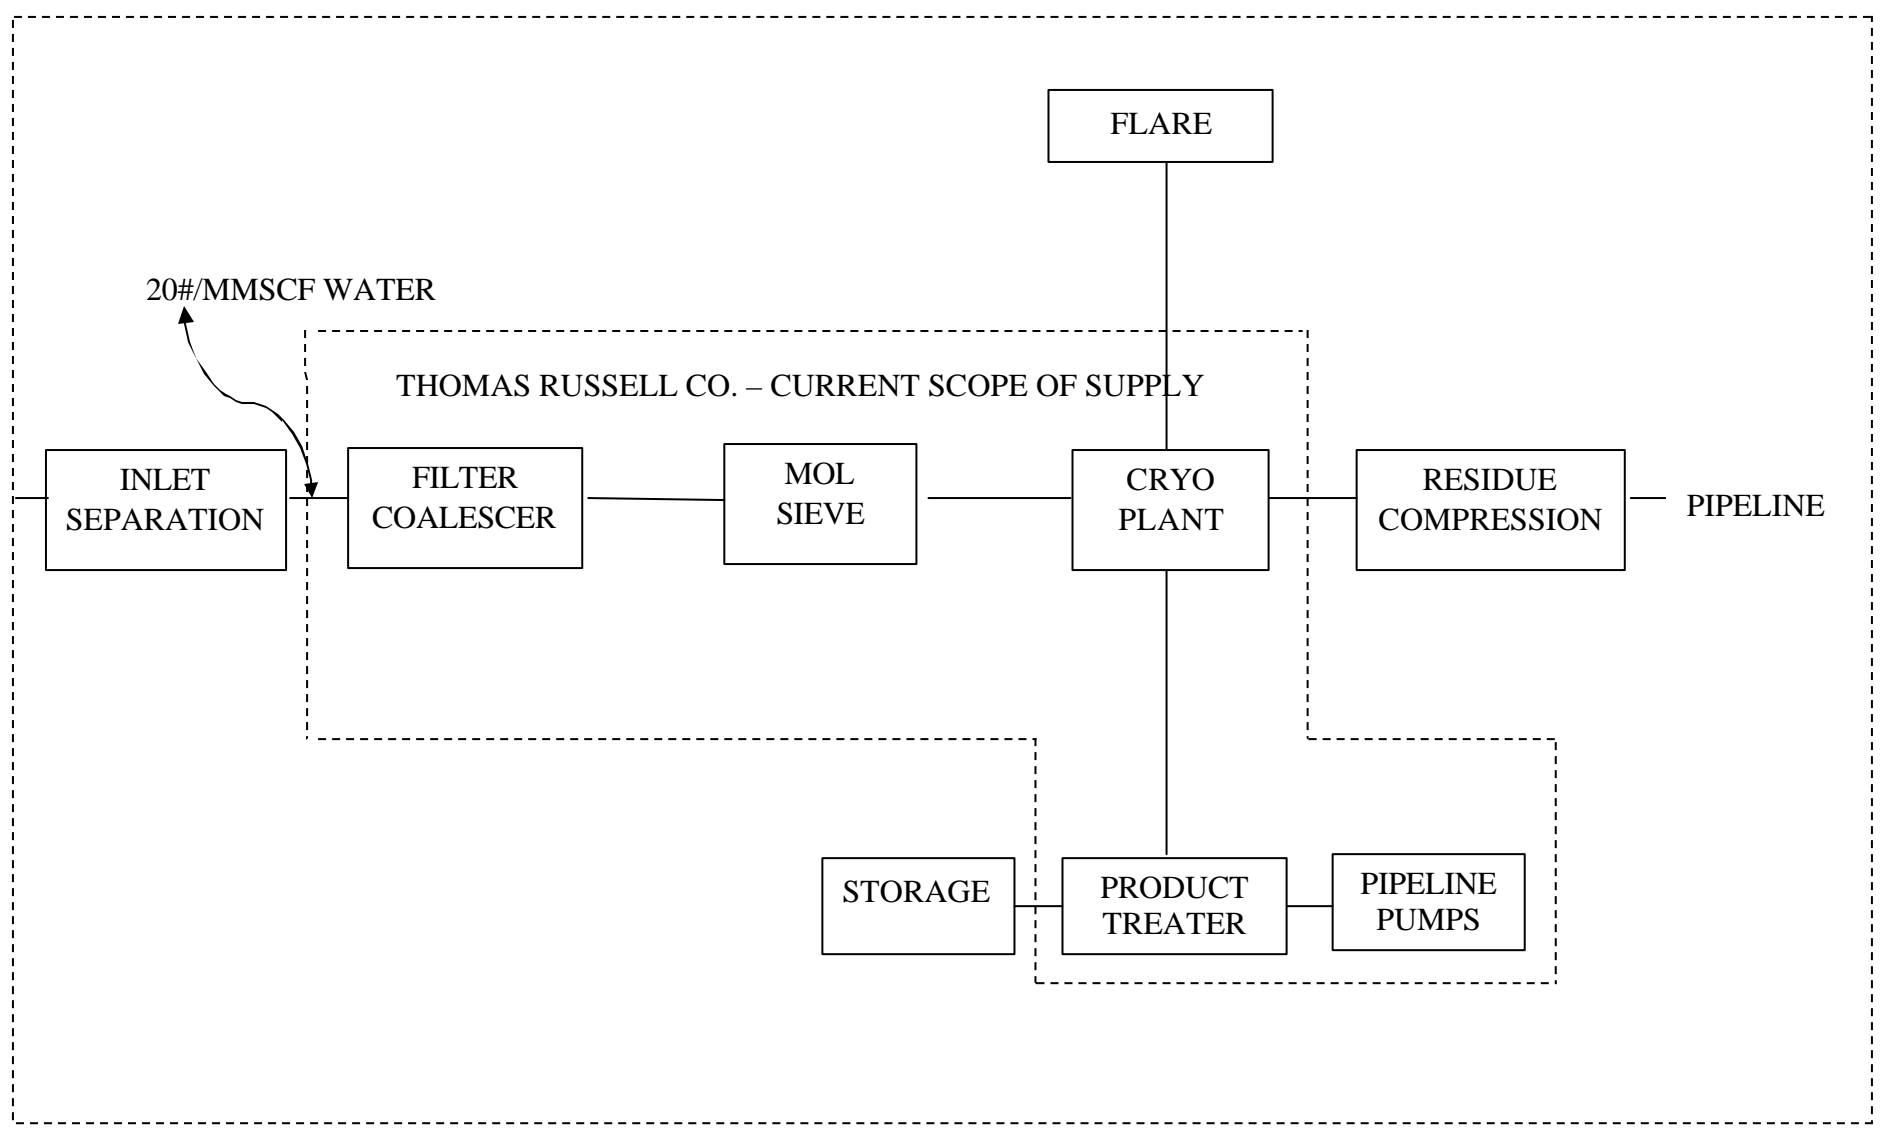 FLARE
20#/MMSCF WATER
THOMAS RUSSELL CO. – CURRENT SCOPE OF SUPPLY
INLET
SEPARATION
FILTER
COALESCER
MOL
SIEVE
CRYO
PLANT
RESIDUE
COMPRESSION
PIPELINE
STORAGE
PRODUCT
TREATER
PIPELINE
PUMPS